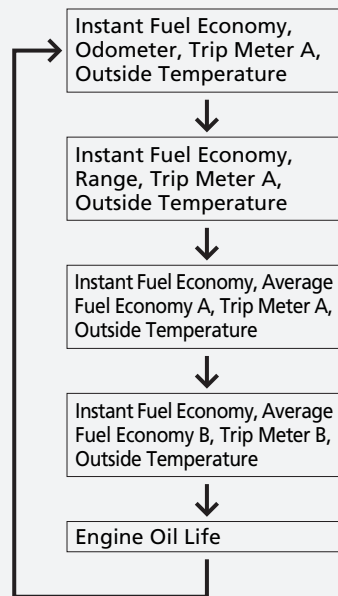 Instant Fuel Economy,
Odometer, Trip Meter A,
Outside Temperature
Instant Fuel Economy,
Range, Trip Meter A,
Outside Temperature
Instant Fuel Economy, Average
Fuel Economy A, Trip Meter A,
Outside Temperature
Instant Fuel Economy, Average
Fuel Economy B, Trip Meter B,
Outside Temperature
Engine Oil Life